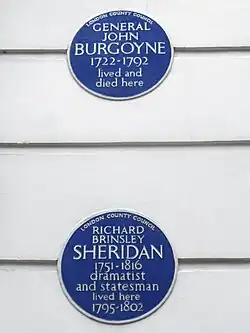 LONDON COUNTY COUNCIL
GENERAL
JOHN
BURGOYNE
1722-1792
lived and
died here
LONDON COUNTY COUNCIL
RICHARD
BRINSLEY
SHERIDAN
1751-1816
dramatist
and statesman
lived here
1795-1802